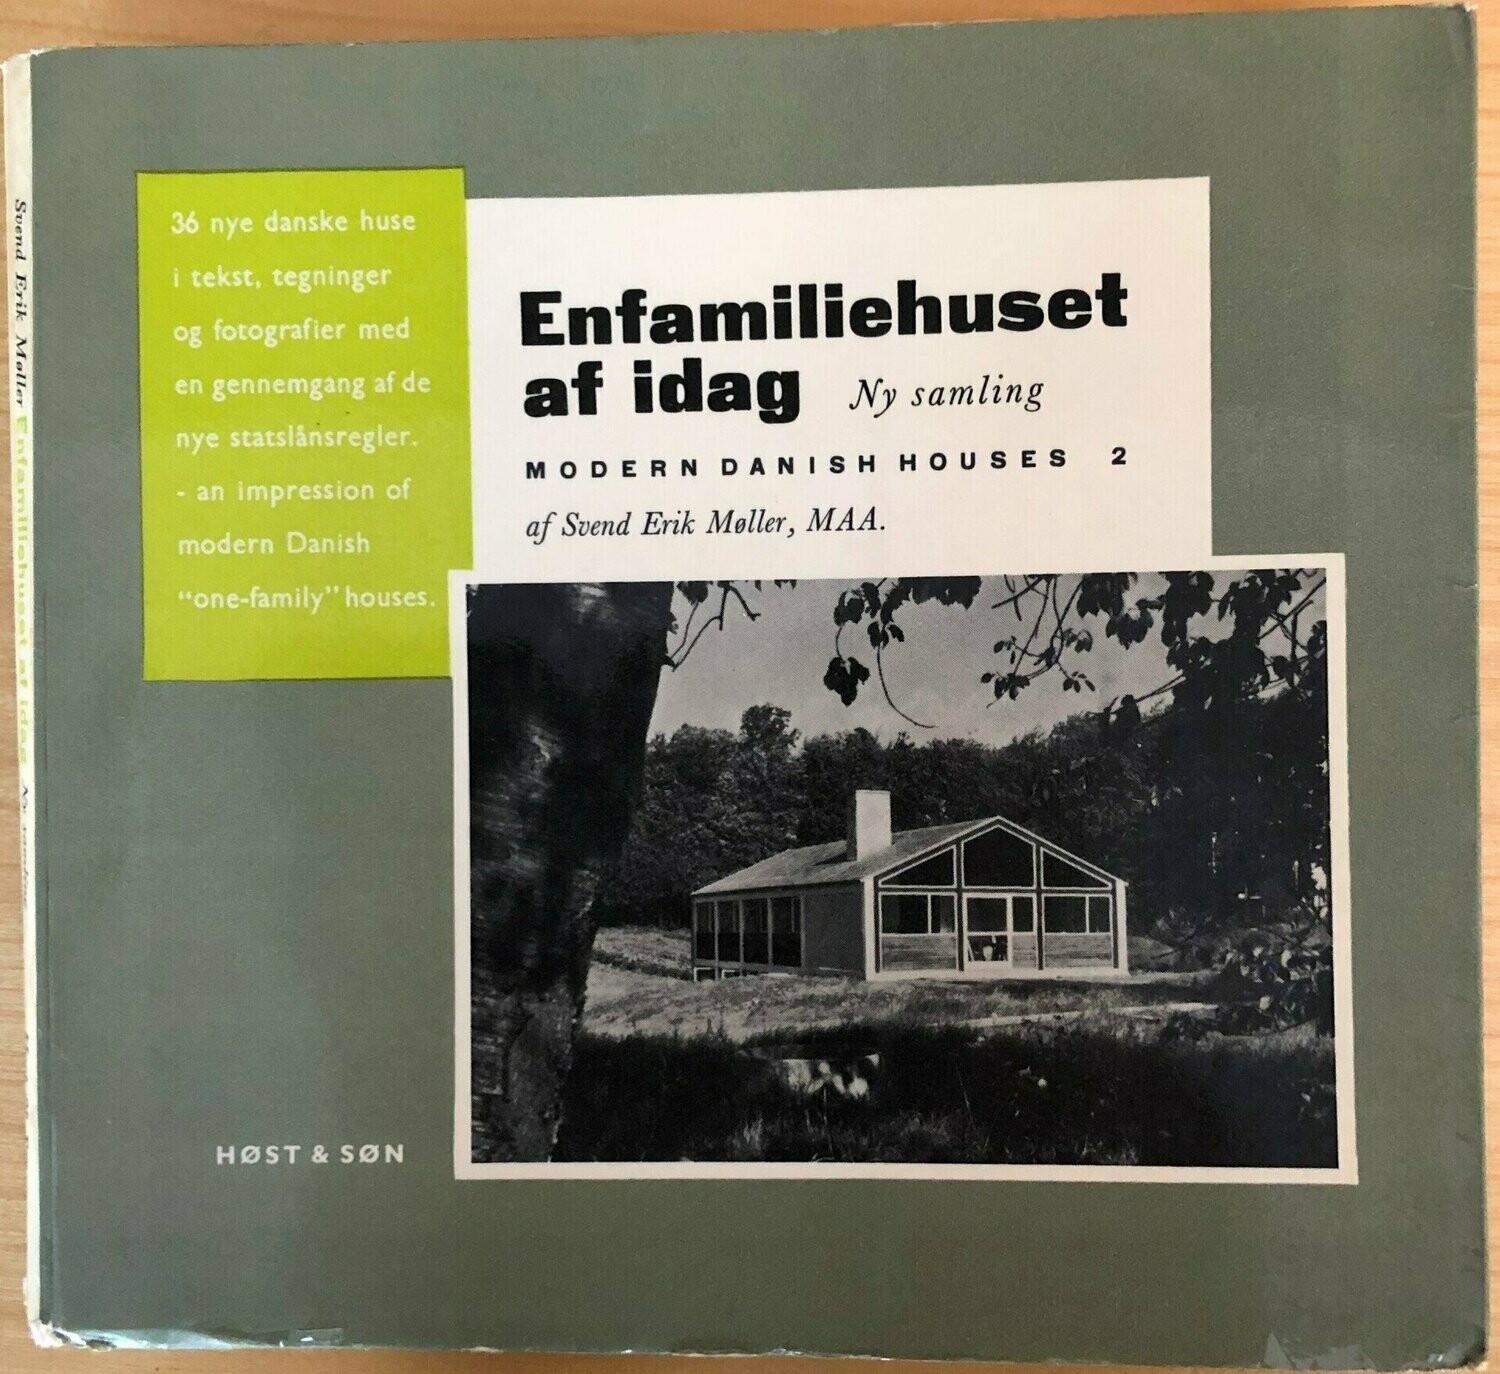 Svend Erik Møller Enfamiliehuset af idag Ny samling
36 nye danske huse
i tekst, tegninger
og fotografier med
en gennemgang af de
nye statslånsregler.
- an impression of
modern Danish
“one-family” houses.
Enfamiliehuset
af idag Ny samling
MODERN DANISH HOUSES 2
af Svend Erik Møller, MAA.
HØST & SØN